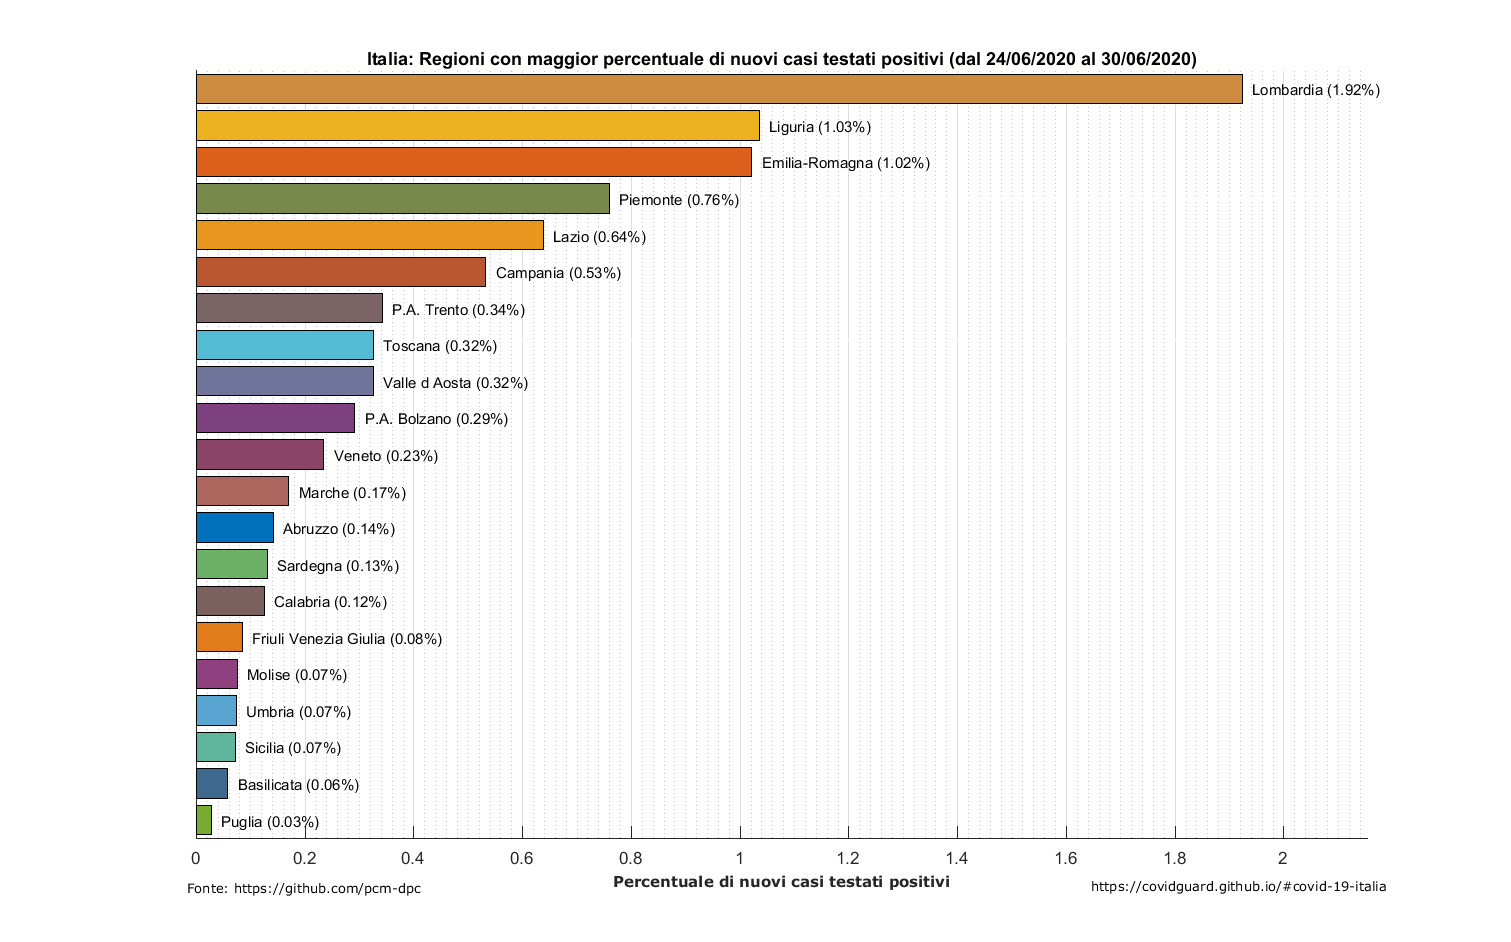 Italia: Regioni con maggior percentuale di nuovi casi testati positivi (dal 24/06/2020 al 30/06/2020)
Lombardia (1.92%)
Liguria (1.03%)
Emilia-Romagna (1.02%)
Piemonte (0.76%)
Lazio (0.64%)
Campania (0.53%)
P.A. Trento (0.34%)
Toscana (0.32%)
Valle d Aosta (0.32%)
P.A. Bolzano (0.29%)
Veneto (0.23%)
Marche (0.17%)
Abruzzo (0.14%)
Sardegna (0.13%)
Calabria (0.12%)
Friuli Venezia Giulia (0.08%)
Molise (0.07%)
Umbria (0.07%)
Sicilia (0.07%)
Basilicata (0.06%)
Puglia (0.03%)
0 0.2 0.4 0.6 0.8 1 1.2 1.4 1.6 1.8 2
Percentuale di nuovi casi testati positivi
Fonte: https://github.com/pcm-dpc
https://covidguard.github.io/#covid-19-italia